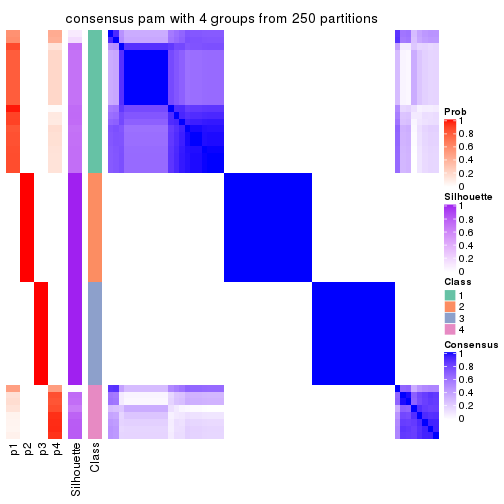 consensus pam with 4 groups from 250 partitions
Prob
1
0.8
0.6
0.4
0.2
0
Silhouette
1
0.8
0.6
0.4
0.2
0
Class
1
2
3
4
Consensus
1
0.8
0.6
0.4
0.2
0
p1
p2
p3
p4
Silhouette
Class